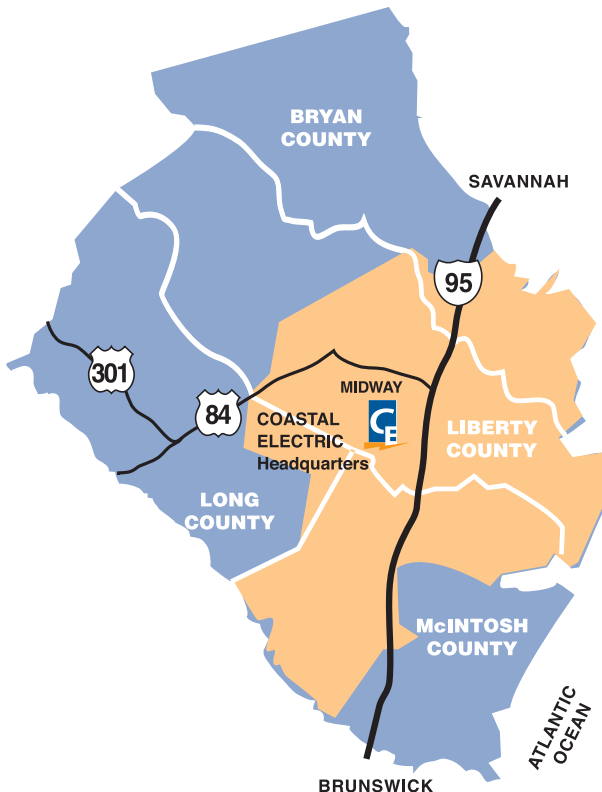 BRYAN
COUNTY
SAVANNAH
95
301
84
MIDWAY
CE
COASTAL
ELECTRIC
Headquarters
LIBERTY
COUNTY
LONG
COUNTY
McINTOSH
COUNTY
ATLANTIC
OCEAN
BRUNSWICK